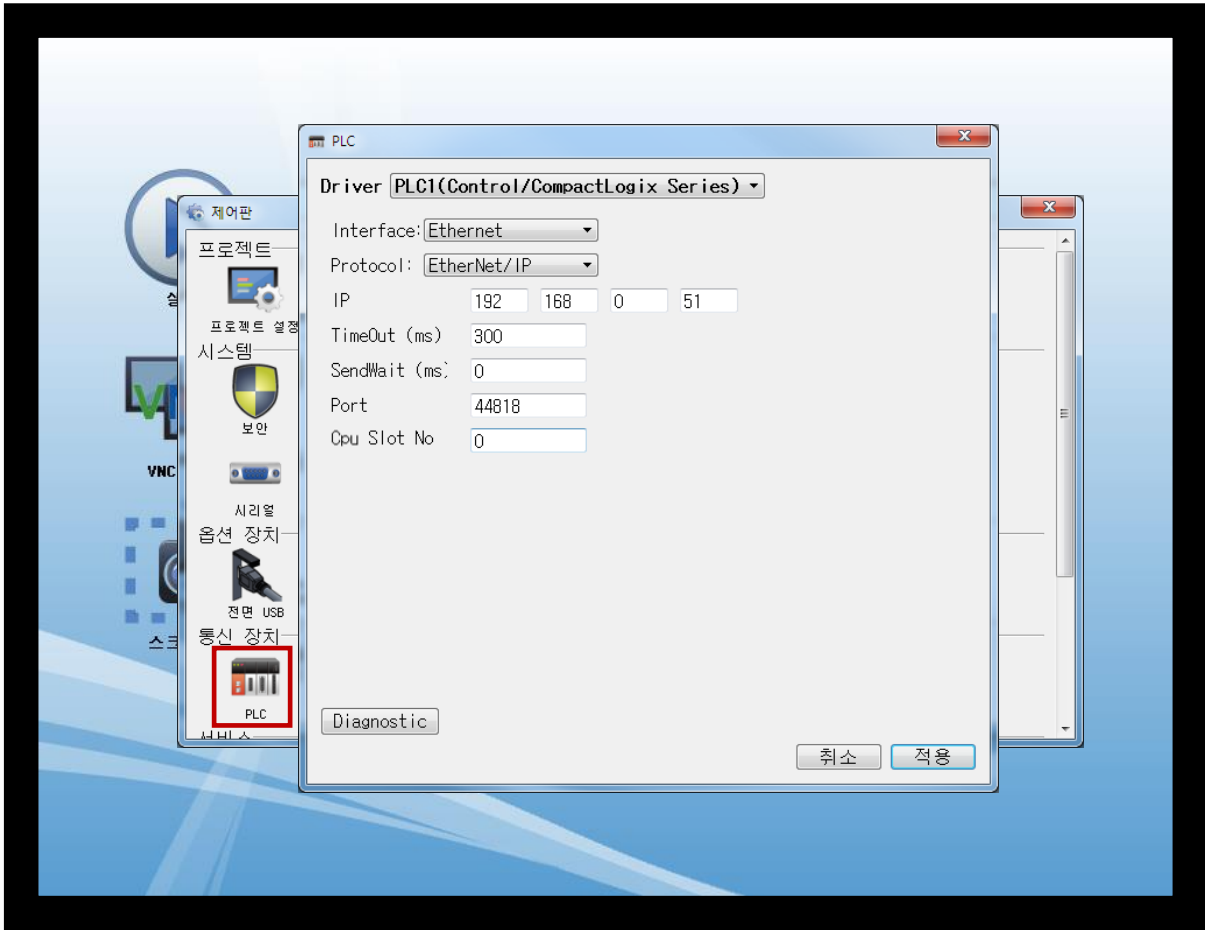 PLC
Driver PLC1(Control/CompactLogix Series)
제어판
Interface: Ethernet
프로젝트
Protocol: EtherNet/IP
IP 192 168 0 51
프로젝트 설정
TimeOut (ms) 300
시스템
SendWait (ms) 0
Port 44818
보안
Cpu Slot No 0
VNC
시리얼
옵션 장치
전면 USB
통신 장치
PLC
Diagnostic
서비스
취소 적용